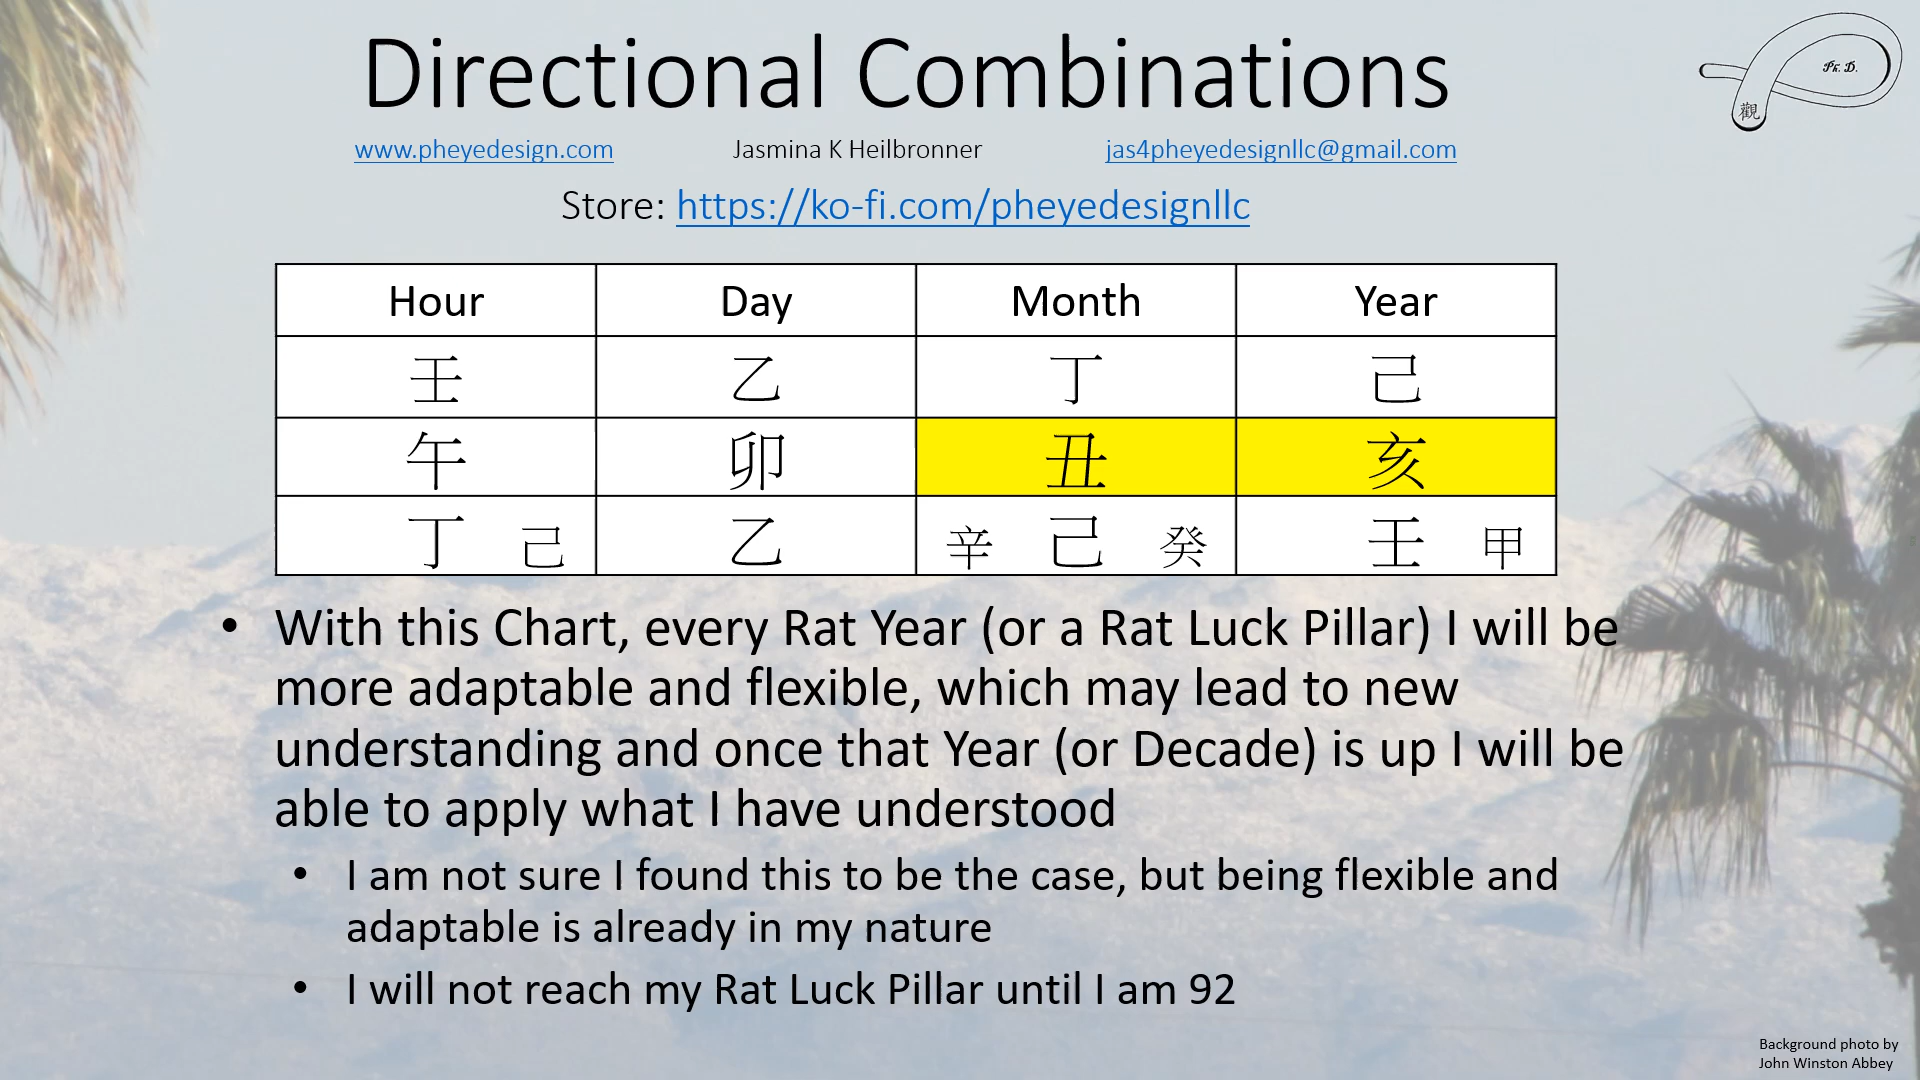 Directional Combinations
Ph. D.
觀
www.pheyedesign.com Jasmina K Heilbronner jas4pheyedesignllc@gmail.com
Store: https://ko-fi.com/pheyedesignllc
Hour Day Month Year
壬 乙 丁 己
午 卯 丑 亥
丁 己 乙 辛 己 癸 壬 甲
• With this Chart, every Rat Year (or a Rat Luck Pillar) I will be
more adaptable and flexible, which may lead to new
understanding and once that Year (or Decade) is up I will be
able to apply what I have understood
• I am not sure I found this to be the case, but being flexible and
adaptable is already in my nature
• I will not reach my Rat Luck Pillar until I am 92
Background photo by
John Winston Abbey